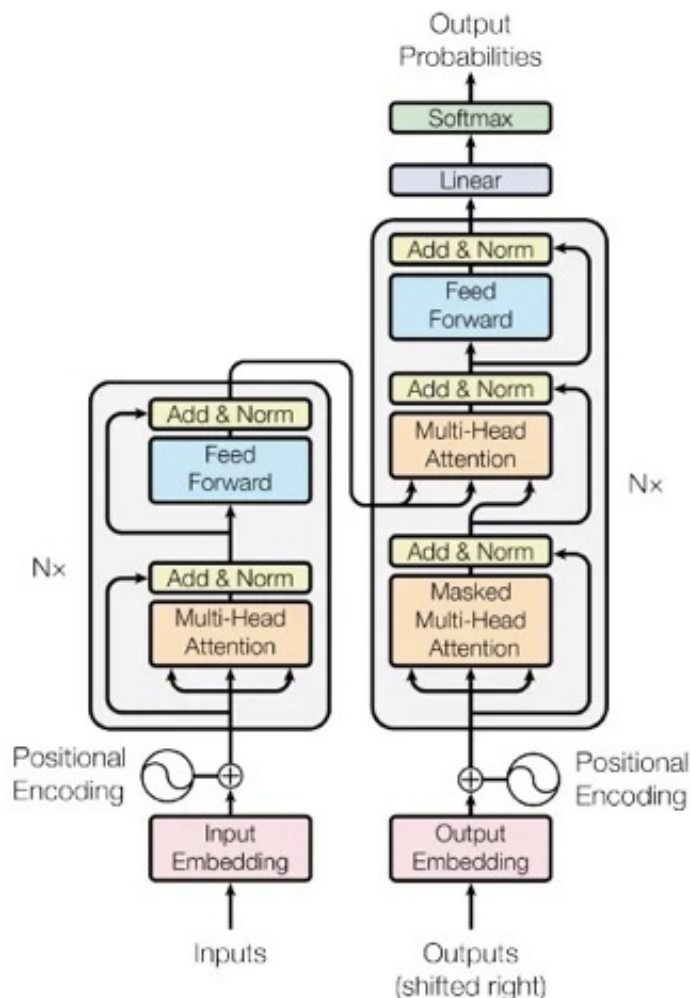 Output
Probabilities
Softmax
Linear
Add & Norm
Feed
Forward
Add & Norm
Multi-Head
Attention
Nx
Add & Norm
Masked
Multi-Head
Attention
Add & Norm
Feed
Forward
Nx
Add & Norm
Multi-Head
Attention
Positional
Encoding
Positional
Encoding
Input
Embedding
Output
Embedding
Inputs
Outputs
(shifted right)